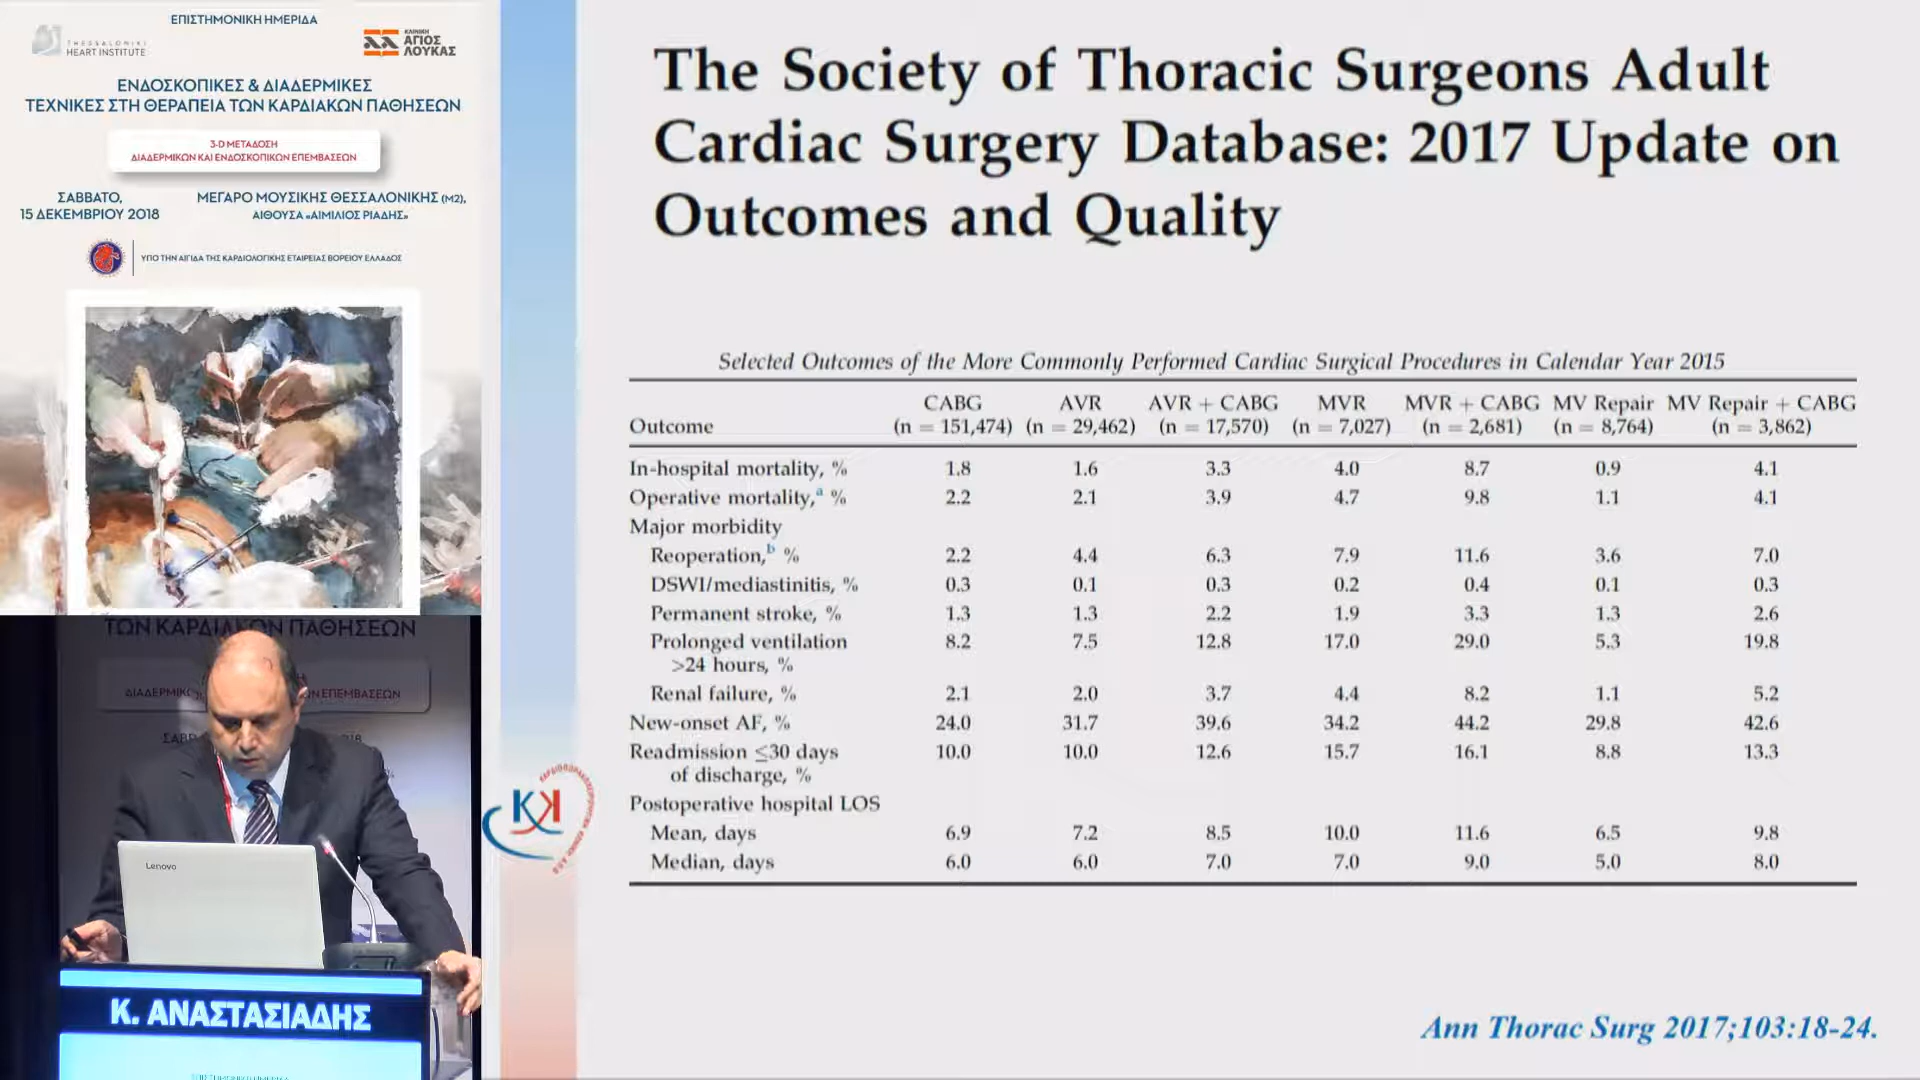 ΕΠΙΣΤΗΜΟΝΙΚΗ ΗΜΕΡΙΔΑ
THESSALONIKI
HEART INSTITUTE
ΚΛΙΝΙΚΗ
ΑΓΙΟΣ
ΛΟΥΚΑΣ
ΕΝΔΟΣΚΟΠΙΚΕΣ & ΔΙΑΔΕΡΜΙΚΕΣ
ΤΕΧΝΙΚΕΣ ΣΤΗ ΘΕΡΑΠΕΙΑ ΤΩΝ ΚΑΡΔΙΑΚΩΝ ΠΑΘΗΣΕΩΝ
3-D ΜΕΤΑΔΟΣΗ
ΔΙΑΔΕΡΜΙΚΩΝ ΚΑΙ ΕΝΔΟΣΚΟΠΙΚΩΝ ΕΠΕΜΒΑΣΕΩΝ
ΣΑΒΒΑΤΟ,
15 ΔΕΚΕΜΒΡΙΟΥ 2018
ΜΕΓΑΡΟ ΜΟΥΣΙΚΗΣ ΘΕΣΣΑΛΟΝΙΚΗΣ (Μ2),
ΑΙΘΟΥΣΑ «ΑΙΜΙΛΙΟΣ ΡΙΑΔΗΣ»
ΥΠΟ ΤΗΝ ΑΙΓΙΔΑ ΤΗΣ ΚΑΡΔΙΟΛΟΓΙΚΗΣ ΕΤΑΙΡΕΙΑΣ ΒΟΡΕΙΟΥ ΕΛΛΑΔΟΣ
ΤΩΝ ΚΑΡΔΙΑΚΩΝ ΠΑΘΗΣΕΩΝ
Lenovo
Κ. ΑΝΑΣΤΑΣΙΑΔΗΣ
The Society of Thoracic Surgeons Adult
Cardiac Surgery Database: 2017 Update on
Outcomes and Quality
Selected Outcomes of the More Commonly Performed Cardiac Surgical Procedures in Calendar Year 2015
CABG AVR AVR + CABG MVR MVR + CABG MV Repair MV Repair + CABG
Outcome (n = 151,474) (n = 29,462) (n = 17,570) (n = 7,027) (n = 2,681) (n = 8,764) (n = 3,862)
In-hospital mortality, % 1.8 1.6 3.3 4.0 8.7 0.9 4.1
Operative mortality,a % 2.2 2.1 3.9 4.7 9.8 1.1 4.1
Major morbidity
Reoperation,b % 2.2 4.4 6.3 7.9 11.6 3.6 7.0
DSWI/mediastinitis, % 0.3 0.1 0.3 0.2 0.4 0.1 0.3
Permanent stroke, % 1.3 1.3 2.2 1.9 3.3 1.3 2.6
Prolonged ventilation 8.2 7.5 12.8 17.0 29.0 5.3 19.8
>24 hours, %
Renal failure, % 2.1 2.0 3.7 4.4 8.2 1.1 5.2
New-onset AF, % 24.0 31.7 39.6 34.2 44.2 29.8 42.6
Readmission ≤30 days 10.0 10.0 12.6 15.7 16.1 8.8 13.3
of discharge, %
Postoperative hospital LOS
Mean, days 6.9 7.2 8.5 10.0 11.6 6.5 9.8
Median, days 6.0 6.0 7.0 7.0 9.0 5.0 8.0
Ann Thorac Surg 2017;103:18-24.